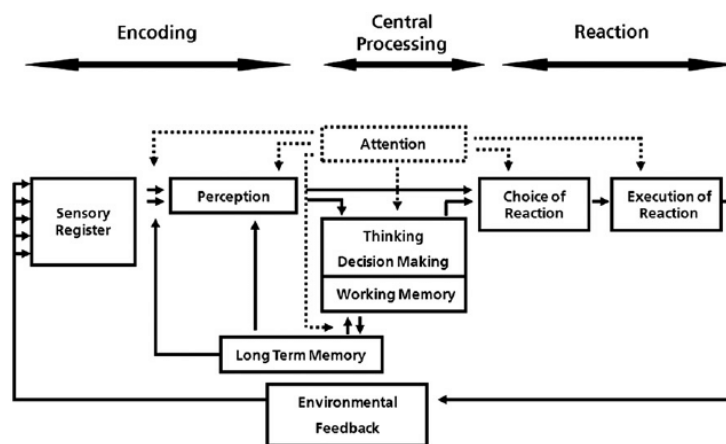 Encoding
Central
Processing
Reaction
Attention
Sensory
Register
Perception
Choice of
Reaction
Execution of
Reaction
Thinking
Decision Making
Working Memory
Long Term Memory
Environmental
Feedback